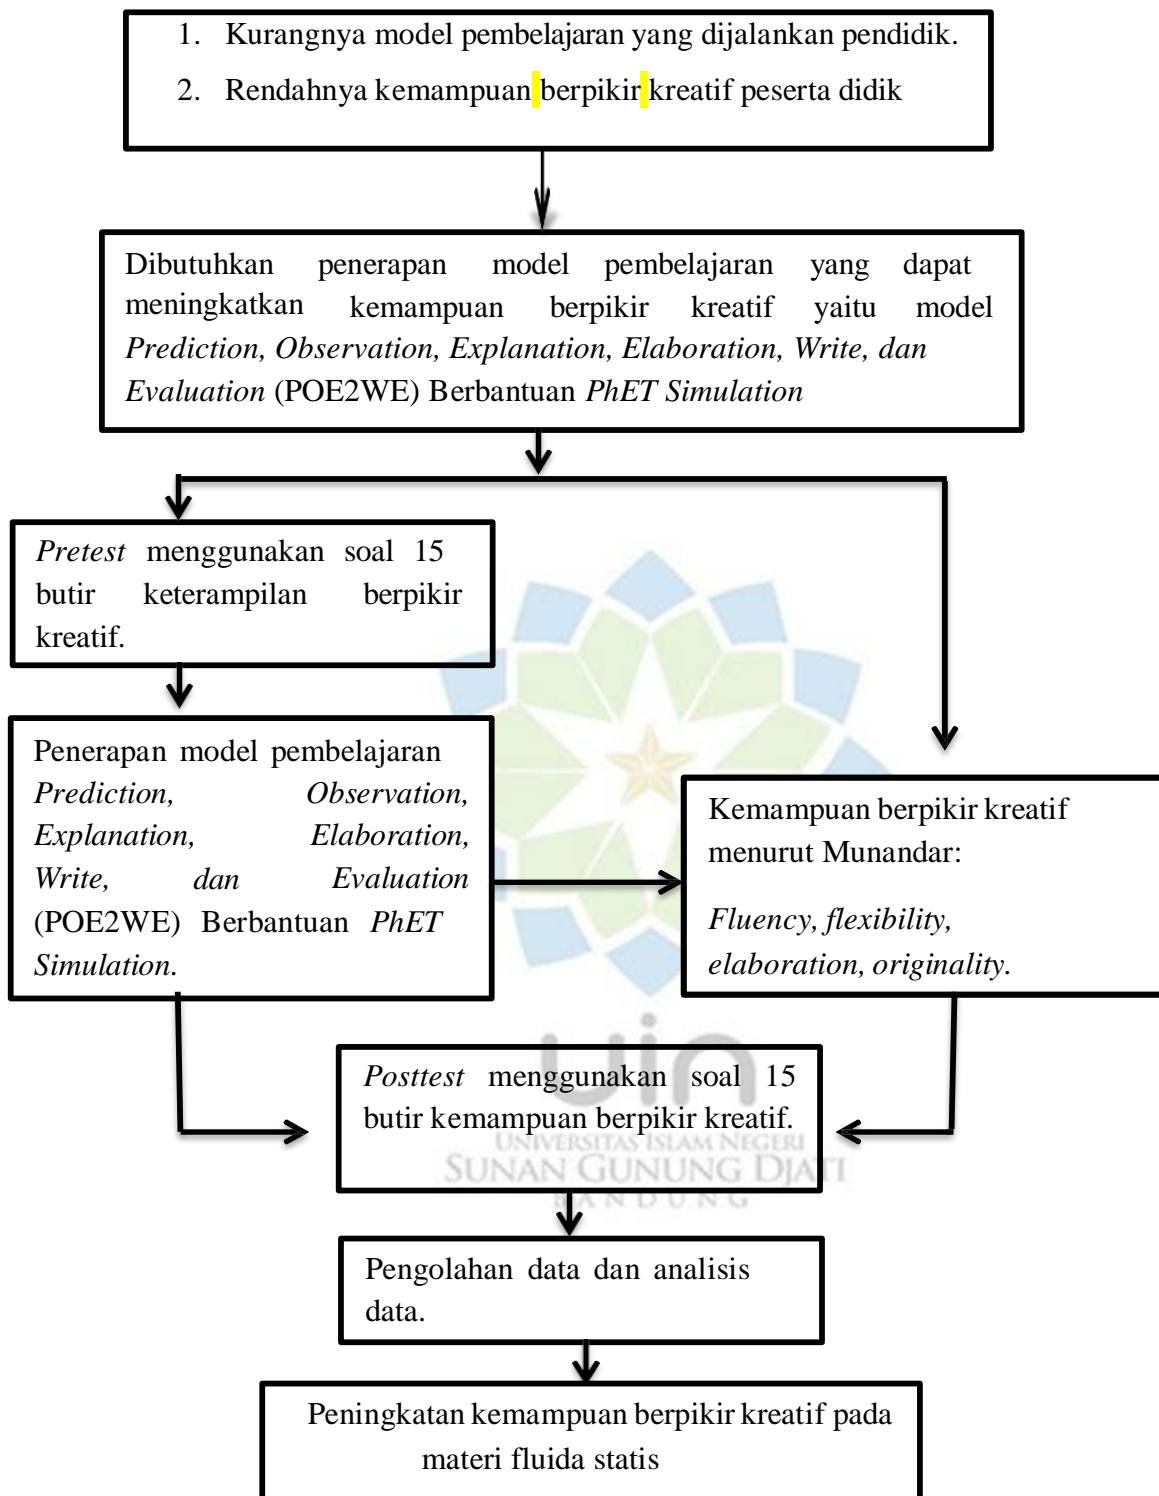 1. Kurangnya model pembelajaran yang dijalankan pendidik.
2. Rendahnya kemampuan berpikir kreatif peserta didik
Dibutuhkan penerapan model pembelajaran yang dapat
meningkatkan kemampuan berpikir kreatif yaitu model
Prediction, Observation, Explanation, Elaboration, Write, dan
Evaluation (POE2WE) Berbantuan PhET Simulation
Pretest menggunakan soal 15
butir keterampilan berpikir
kreatif.
Penerapan model pembelajaran
Prediction, Observation,
Explanation, Elaboration,
Write, dan Evaluation
(POE2WE) Berbantuan PhET
Simulation.
Kemampuan berpikir kreatif
menurut Munandar:
Fluency, flexibility,
elaboration, originality.
uin
Posttest menggunakan soal 15
butir kemampuan berpikir kreatif.
UNIVERSITAS ISLAM NEGERI
SUNAN GUNUNG DJATI
BANDUNG
Pengolahan data dan analisis
data.
Peningkatan kemampuan berpikir kreatif pada
materi fluida statis